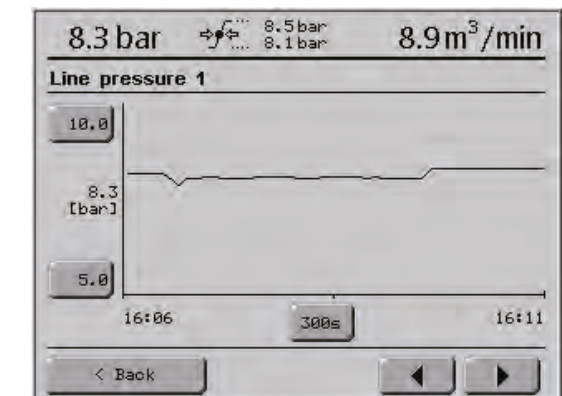 8.3 bar 8.5 bar 8.9 m³/min
8.1 bar
Line pressure 1
10.0
8.3
[bar]
5.0
16:06 300s 16:11
< Back